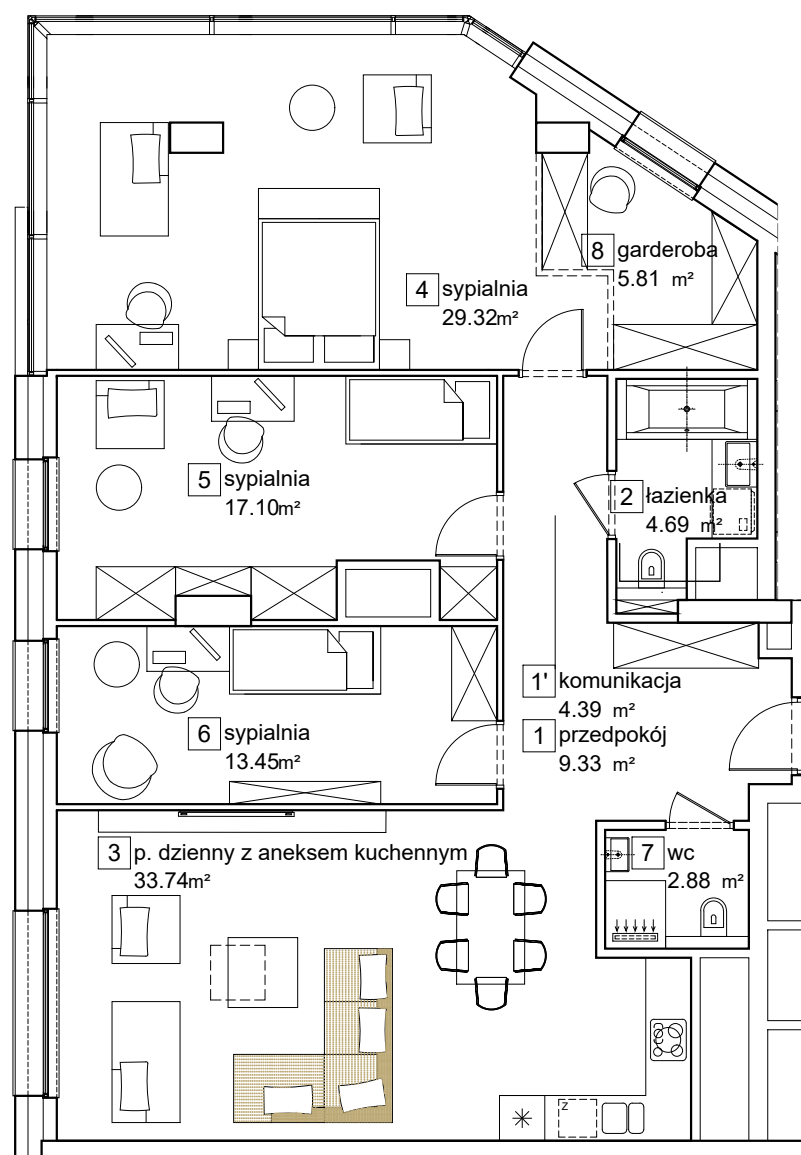 8 garderoba
5.81 m²
4 sypialnia
29.32m²
5 sypialnia
17.10m²
2 łazienka
4.69 m²
1' komunikacja
4.39 m²
1 przedpokój
9.33 m²
6 sypialnia
13.45m²
3 p. dzienny z aneksem kuchennym
33.74m²
7 wc
2.88 m²
z